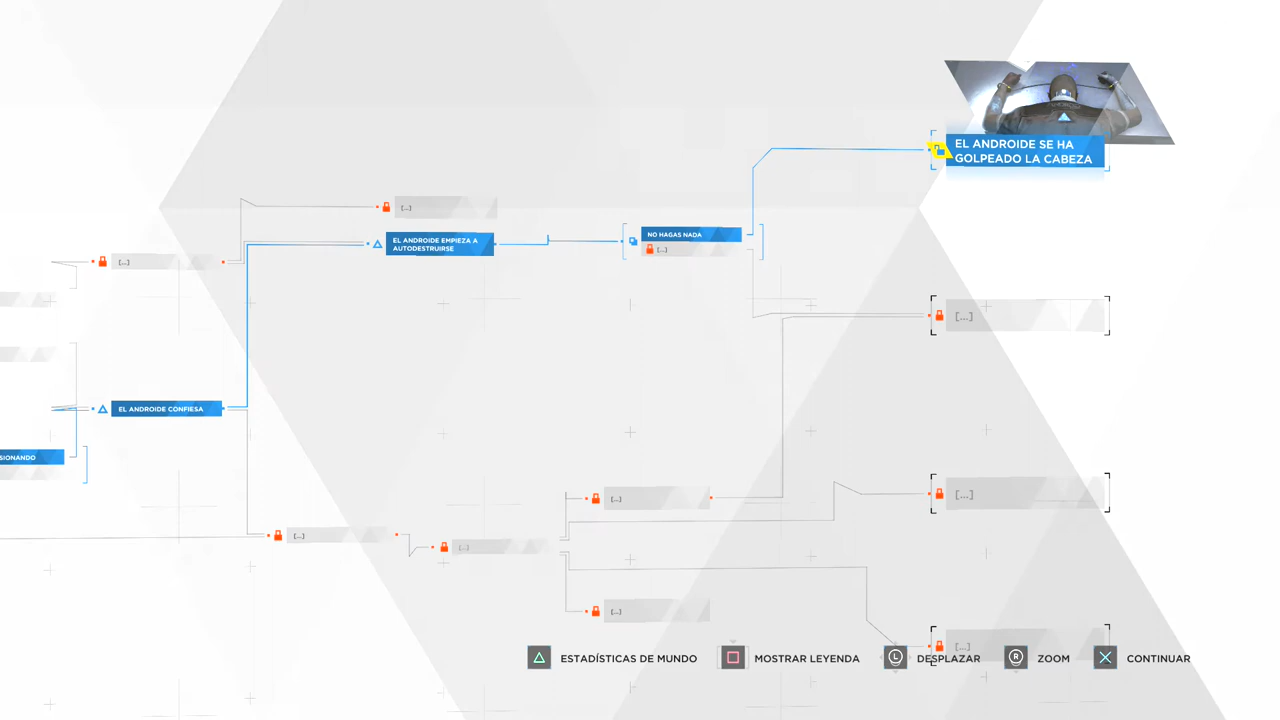 EL ANDROIDE SE HA
GOLPEADO LA CABEZA
[...]
EL ANDROIDE EMPIEZA A
AUTODESTRUIRSE
NO HAGAS NADA
[...]
[...]
[...]
EL ANDROIDE CONFIESA
SIONANDO
[...]
[...]
[...]
[...]
[...]
[...]
ESTADÍSTICAS DE MUNDO
MOSTRAR LEYENDA
L
DESPLAZAR
R
ZOOM
CONTINUAR